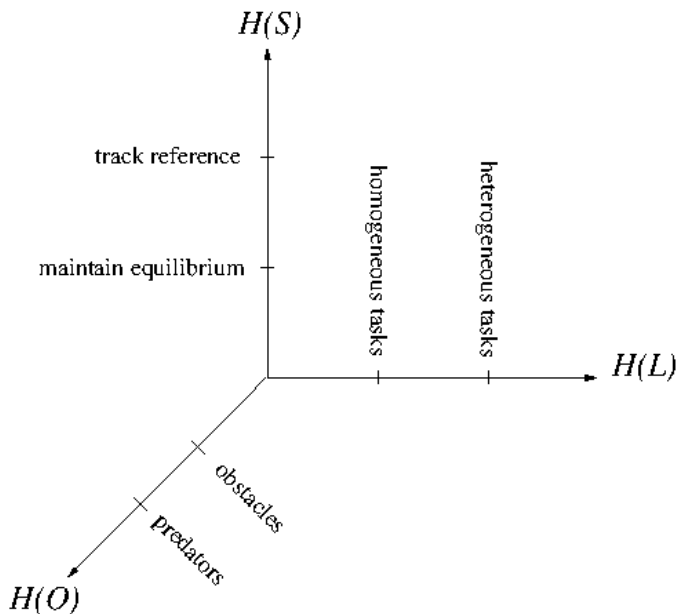 H(S)
track reference
maintain equilibrium
homogeneous tasks
heterogeneous tasks
H(L)
obstacles
predators
H(O)